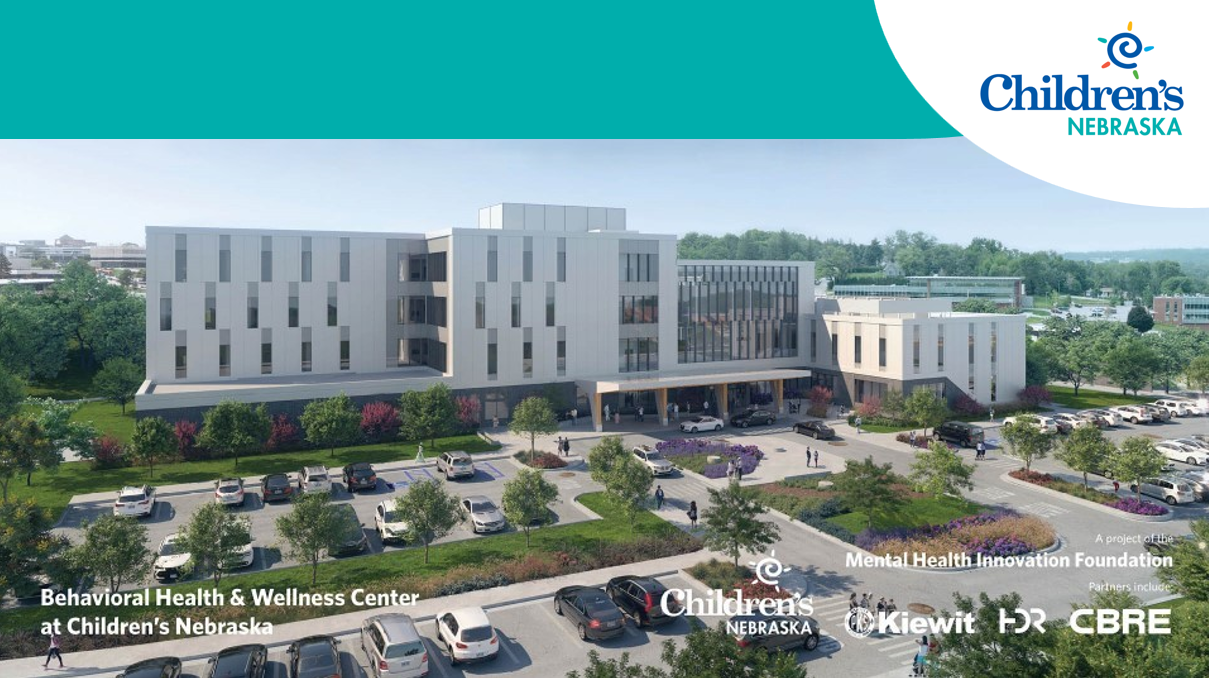 Children's
NEBRASKA
A project of the
Mental Health Innovation Foundation
Partners include:
Behavioral Health & Wellness Center
at Children's Nebraska
Children's
NEBRASKA
Kiewit HDR CBRE